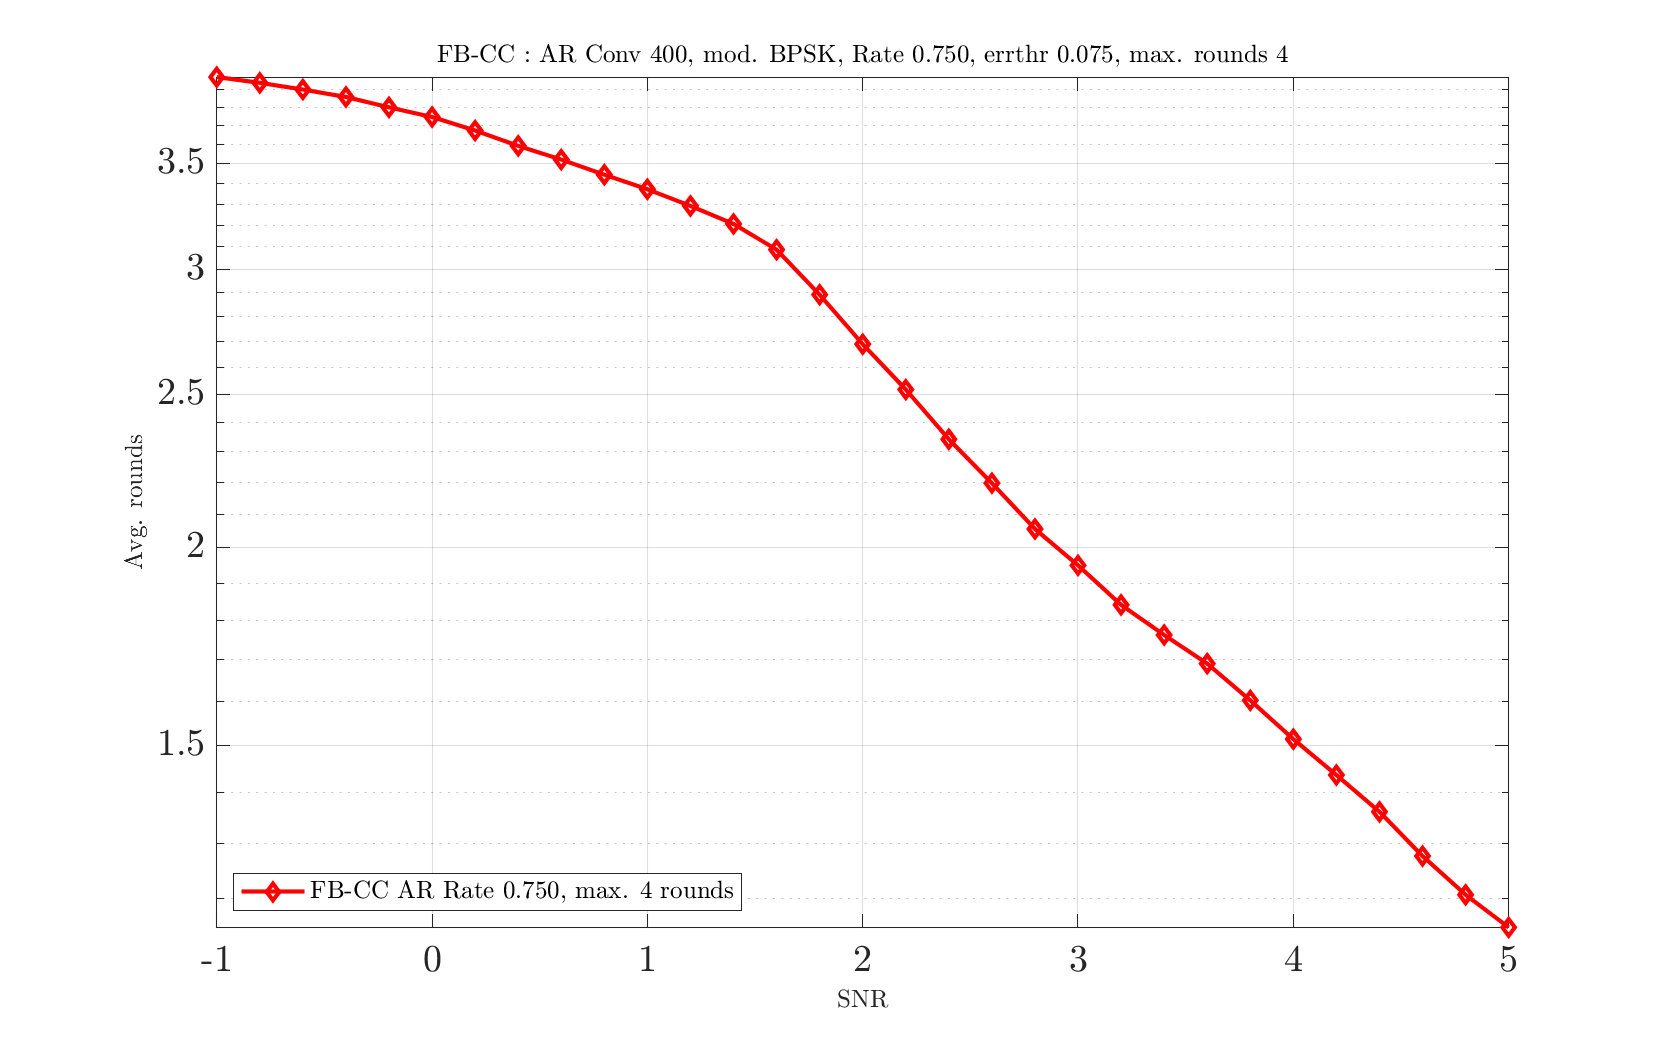 FB-CC : AR Conv 400, mod. BPSK, Rate 0.750, errthr 0.075, max. rounds 4
3.5
3
2.5
2
1.5
Avg. rounds
FB-CC AR Rate 0.750, max. 4 rounds
-1 0 1 2 3 4 5
SNR